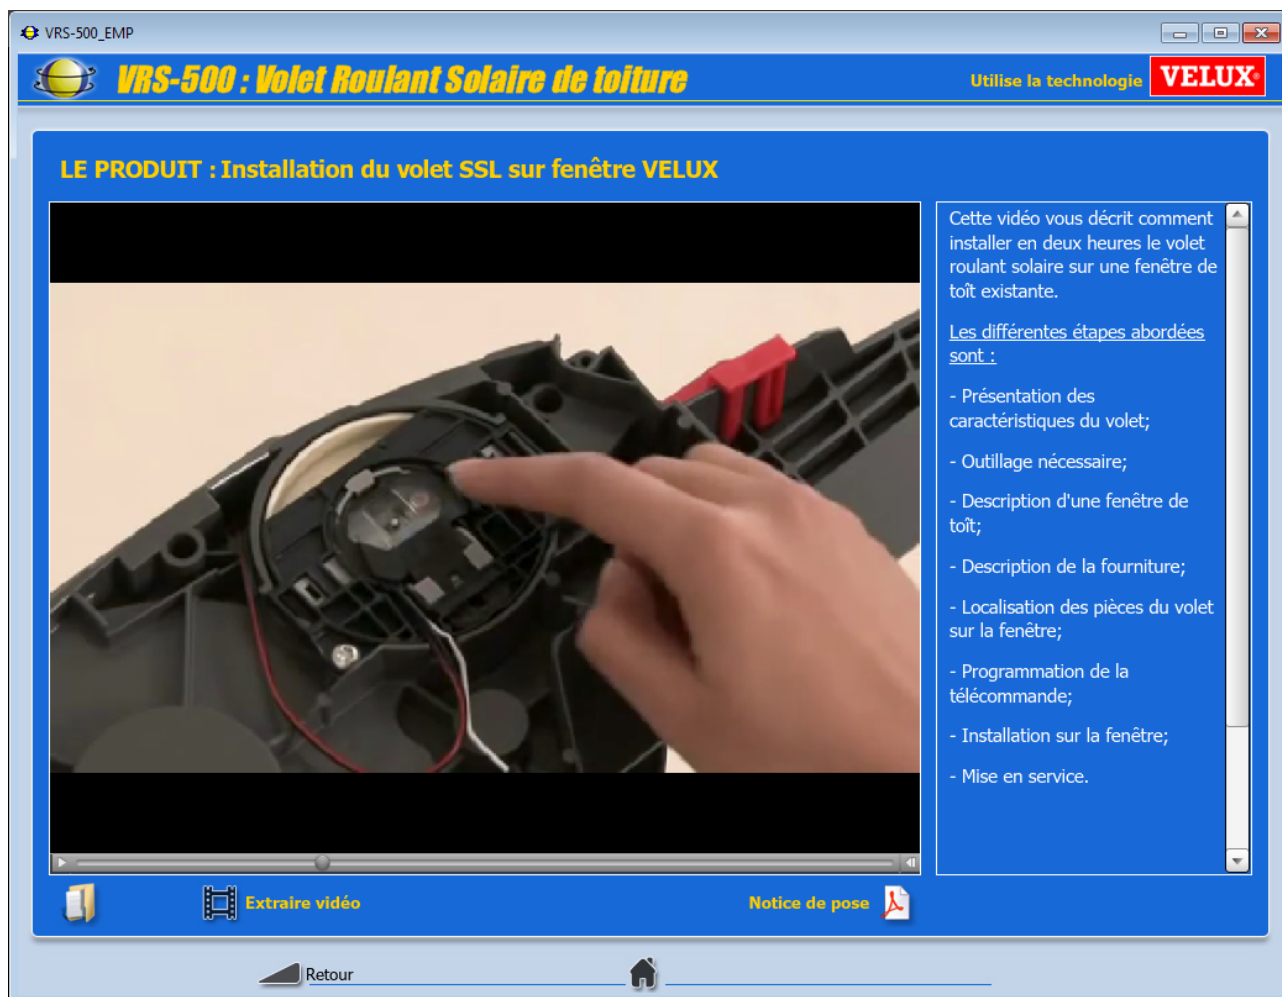 VRS-500_EMP
VRS-500 : Volet Roulant Solaire de toiture
Utilise la technologie VELUX®
LE PRODUIT : Installation du volet SSL sur fenêtre VELUX
Cette vidéo vous décrit comment
installer en deux heures le volet
roulant solaire sur une fenêtre de
toît existante.
Les différentes étapes abordées
sont :
- Présentation des
caractéristiques du volet;
- Outillage nécessaire;
- Description d'une fenêtre de
toît;
- Description de la fourniture;
- Localisation des pièces du volet
sur la fenêtre;
- Programmation de la
télécommande;
- Installation sur la fenêtre;
- Mise en service.
Extraire vidéo
Notice de pose
Retour